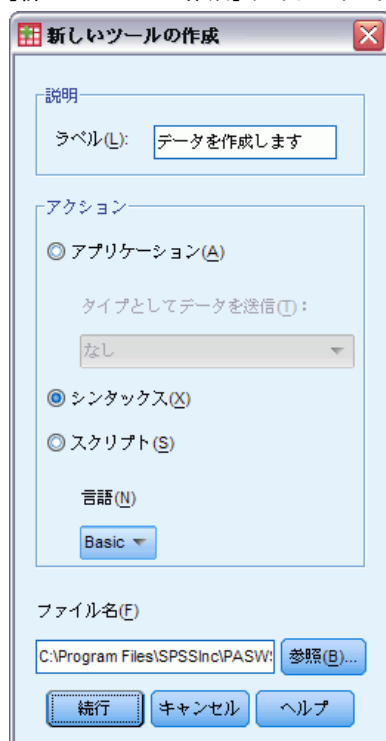 新しいツールの作成
説明
ラベル(L):
データを作成します
アクション
アプリケーション(A)
タイプとしてデータを送信(T):
なし
シンタックス(X)
スクリプト(S)
言語(N)
Basic
ファイル名(F)
C:\Program Files\SPSSInc\PASW
参照(B)...
続行 キャンセル ヘルプ